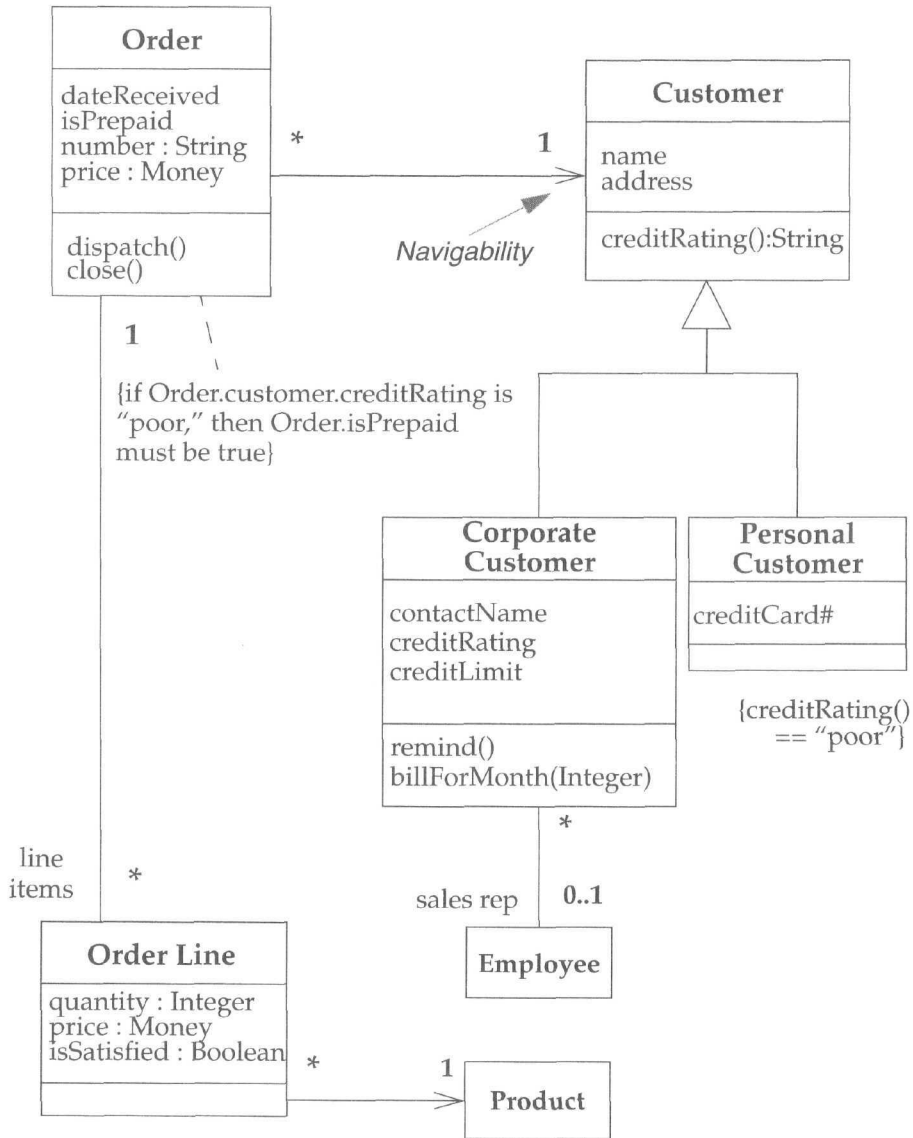 Order
dateReceived
isPrepaid
number : String
price : Money
dispatch()
close()
*
1
Navigability
Customer
name
address
creditRating():String
1
{if Order.customer.creditRating is
“poor,” then Order.isPrepaid
must be true}
Corporate
Customer
contactName
creditRating
creditLimit
remind()
billForMonth(Integer)
Personal
Customer
creditCard#
{creditRating()
== “poor”}
*
sales rep
0..1
Employee
line
items
*
Order Line
quantity : Integer
price : Money
isSatisfied : Boolean
*
1
Product